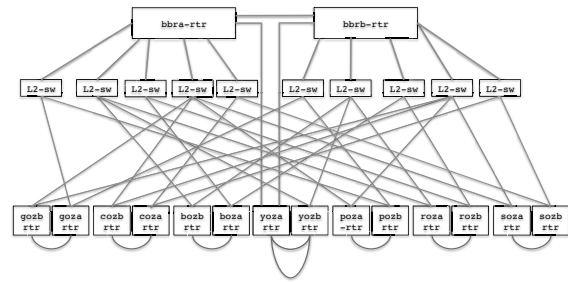 bbra-rtr bbrb-rtr
L2-sw L2-sw L2-sw L2-sw L2-sw L2-sw L2-sw L2-sw L2-sw L2-sw
gozb goza cozb coza bozb boza yoza yozb poza pozb roza rozb soza sozb
rtr rtr rtr rtr rtr rtr rtr rtr -rtr rtr rtr rtr rtr rtr